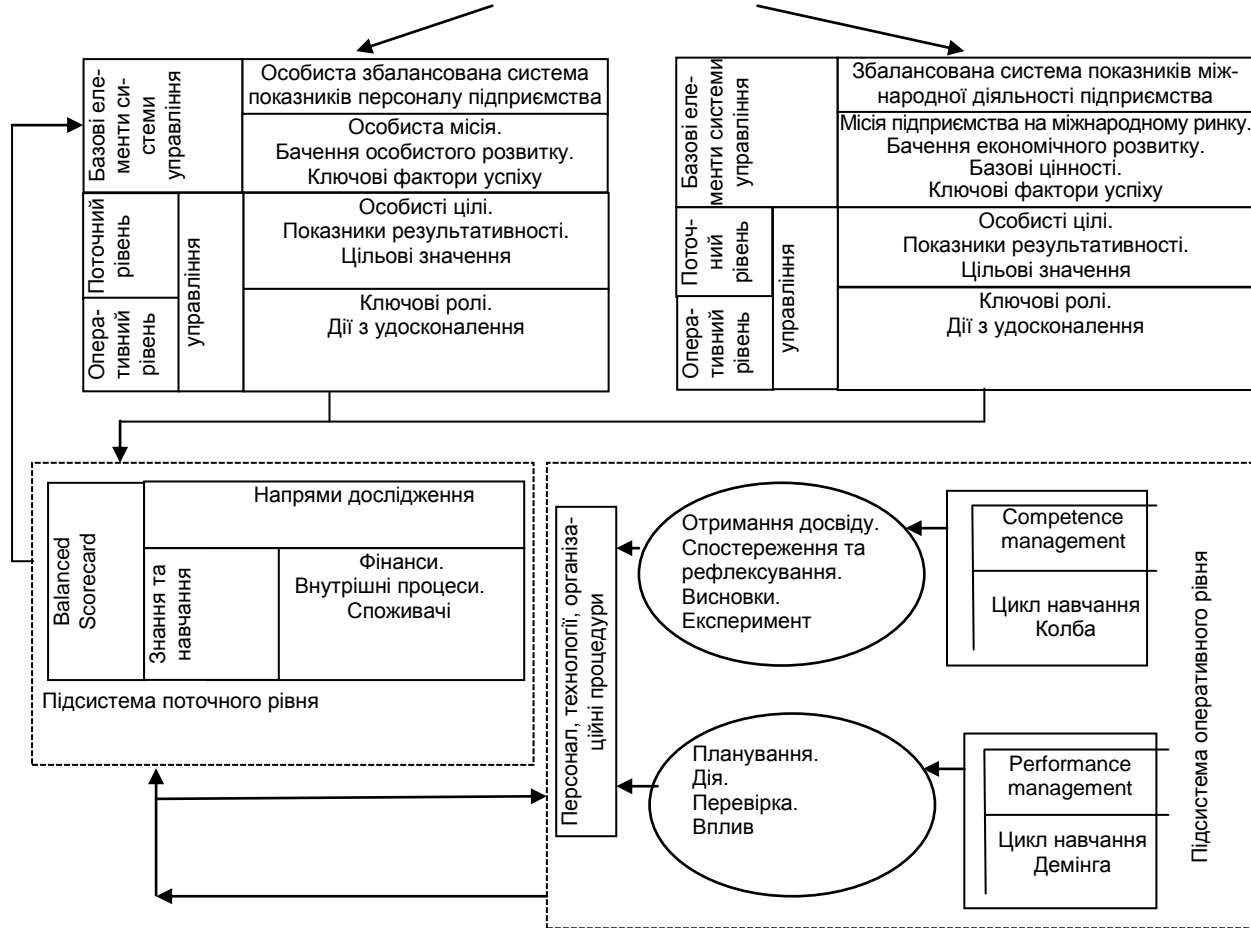 Базові еле-
менти си-
стеми
управління
Особиста збалансована система
показників персоналу підприємства
Особиста місія.
Бачення особистого розвитку.
Ключові фактори успіху
Поточний
рівень
управління
Особисті цілі.
Показники результативності.
Цільові значення
Опера-
тивний
рівень
Ключові ролі.
Дії з удосконалення
Базові еле-
менти системи
управління
Збалансована система показників між-
народної діяльності підприємства
Місія підприємства на міжнародному ринку.
Бачення економічного розвитку.
Базові цінності.
Ключові фактори успіху
Поточ-
ний
рівень
управління
Особисті цілі.
Показники результативності.
Цільові значення
Опера-
тивний
рівень
Ключові ролі.
Дії з удосконалення
Balanced
Scorecard
Напрями дослідження
Знання та
навчання
Фінанси.
Внутрішні процеси.
Споживачі
Підсистема поточного рівня
Персонал, технології, організа-
ційні процедури
Отримання досвіду.
Спостереження та
рефлексування.
Висновки.
Експеримент
Competence
management
Цикл навчання
Колба
Планування.
Дія.
Перевірка.
Вплив
Performance
management
Цикл навчання
Демінга
Підсистема оперативного рівня